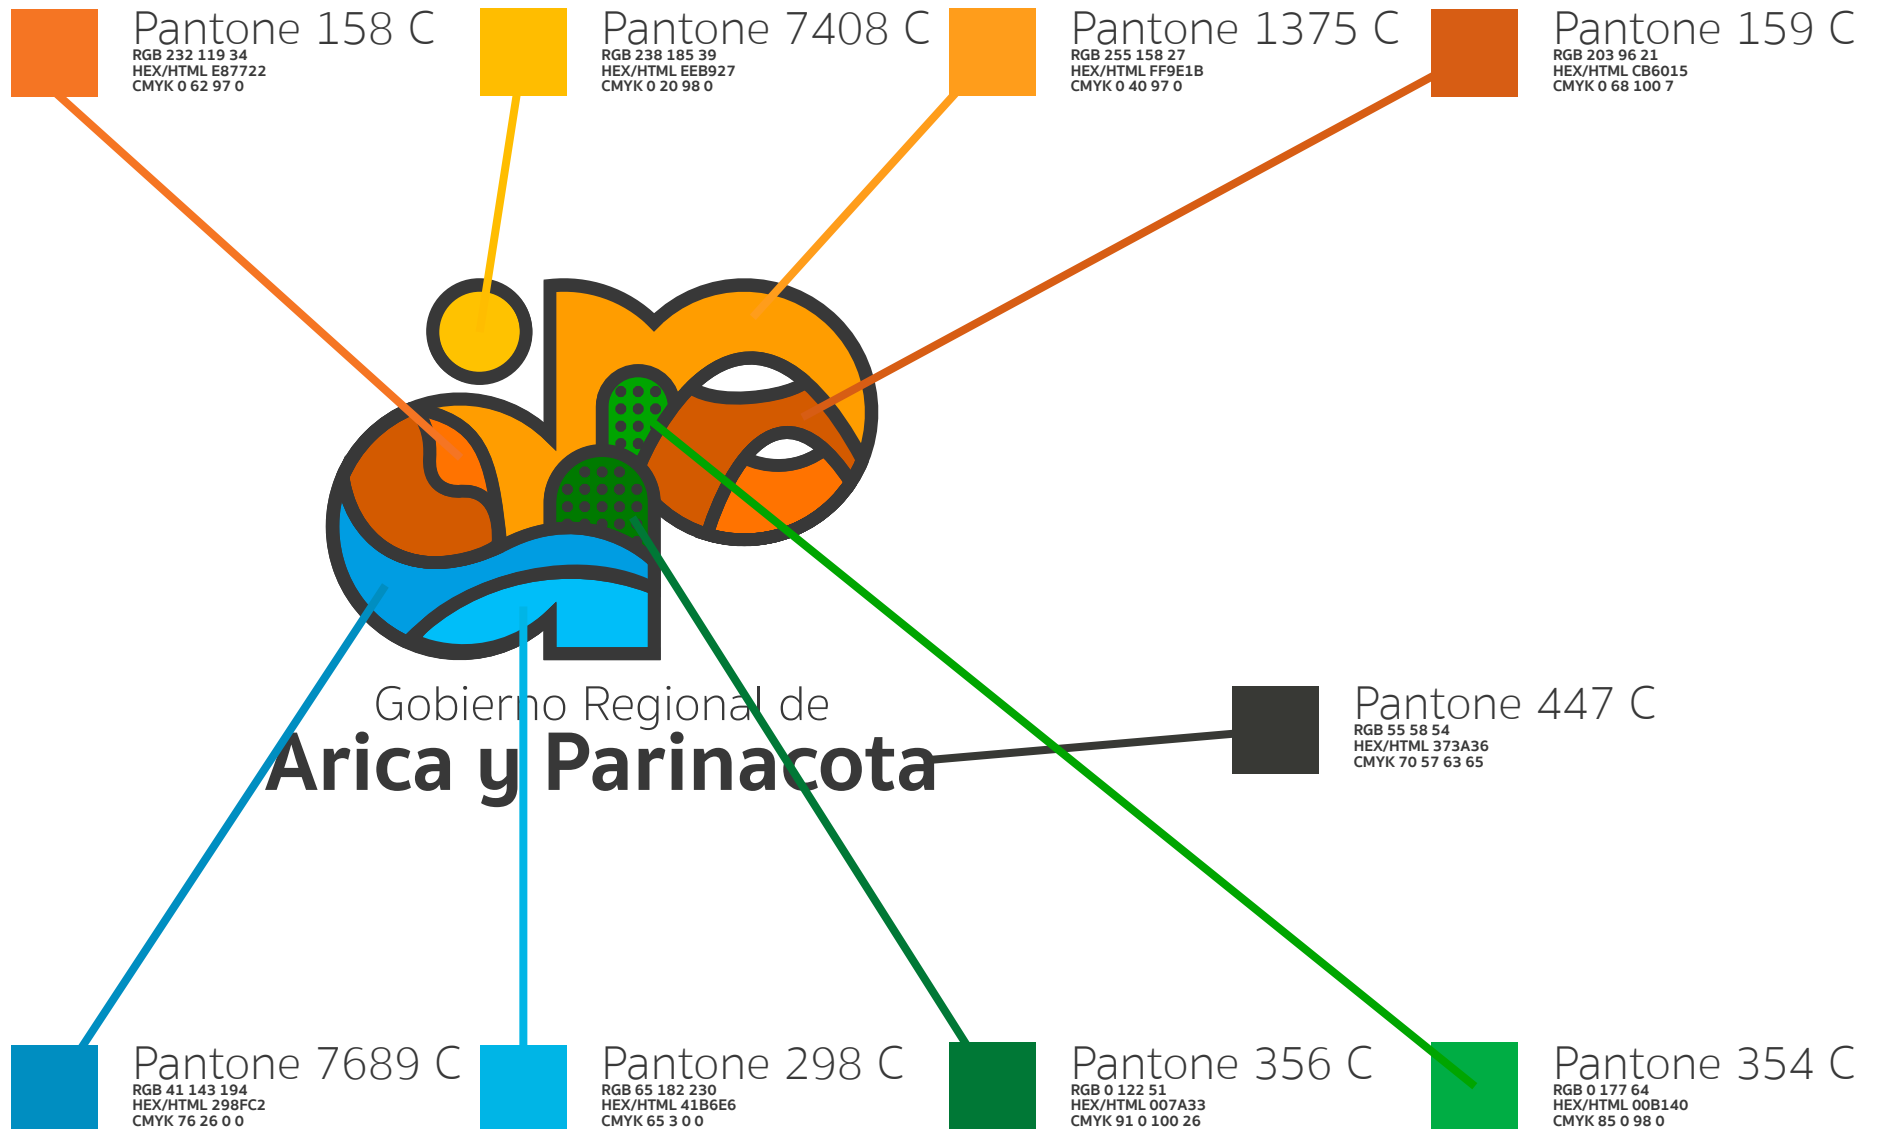 Pantone 158 C
RGB 232 119 34
HEX/HTML E87722
CMYK 0 62 97 0
Pantone 7408 C
RGB 238 185 39
HEX/HTML EEB927
CMYK 0 20 98 0
Pantone 1375 C
RGB 255 158 27
HEX/HTML FF9E1B
CMYK 0 40 97 0
Pantone 159 C
RGB 203 96 21
HEX/HTML CB6015
CMYK 0 68 100 7
Gobierno Regional de
Arica y Parinacota
Pantone 447 C
RGB 55 58 54
HEX/HTML 373A36
CMYK 70 57 63 65
Pantone 7689 C
RGB 41 143 194
HEX/HTML 298FC2
CMYK 76 26 0 0
Pantone 298 C
RGB 65 182 230
HEX/HTML 41B6E6
CMYK 65 3 0 0
Pantone 356 C
RGB 0 122 51
HEX/HTML 007A33
CMYK 91 0 100 26
Pantone 354 C
RGB 0 177 64
HEX/HTML 00B140
CMYK 85 0 98 0